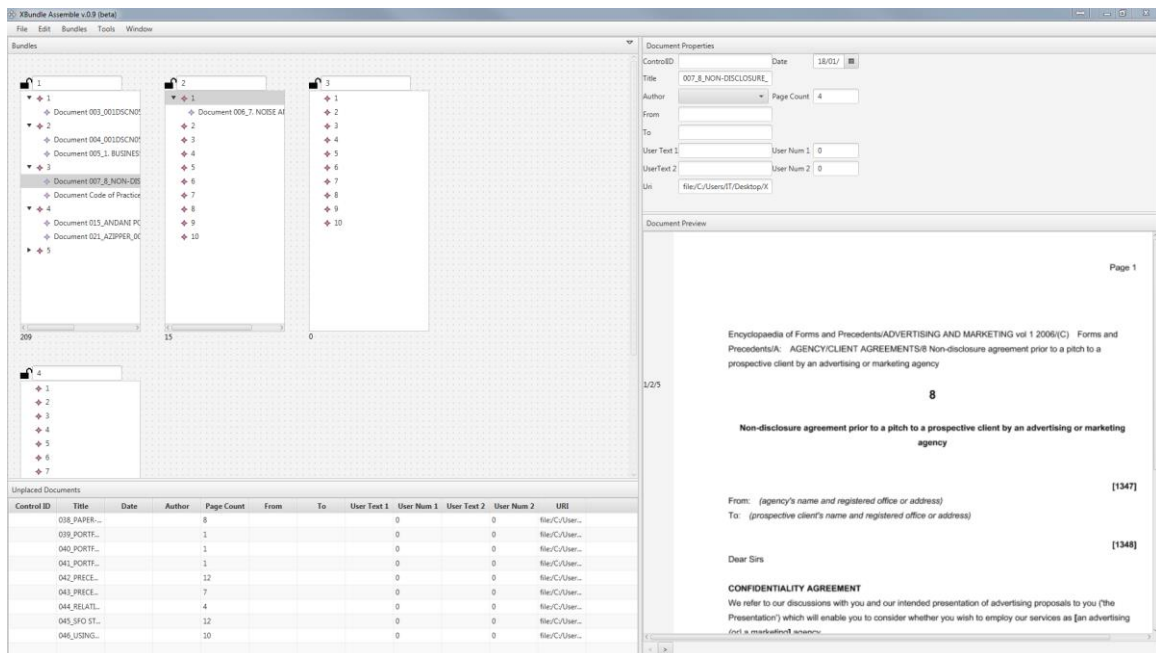 XBundle Assemble v.0.9 (beta)
File Edit Bundles Tools Window
Bundles
1
1
Document 003_001DSCN05
2
Document 004_001DSCN05
Document 005_1. BUSINES
3
Document 007_8_NON-DIS
Document Code of Practice
4
Document 015_ANDANI PO
Document 021_AZIPPER_00
5
209
2
1
Document 006_7. NOISE AI
2
3
4
5
6
7
8
9
10
15
3
1
2
3
4
5
6
7
8
9
10
0
4
1
2
3
4
5
6
7
Unplaced Documents
Control ID Title Date Author Page Count From To User Text 1 User Num 1 User Text 2 User Num 2 URI
038_PAPER-... 8 0 0 file:/C:/User...
039_PORTF... 1 0 0 file:/C:/User...
040_PORTF... 1 0 0 file:/C:/User...
041_PORTF... 1 0 0 file:/C:/User...
042_PRECE... 12 0 0 file:/C:/User...
043_PRECE... 7 0 0 file:/C:/User...
044_RELATI... 4 0 0 file:/C:/User...
045_SFO ST... 12 0 0 file:/C:/User...
046_USING... 10 0 0 file:/C:/User...
Document Properties
ControlID Date 18/01/
Title 007_8_NON-DISCLOSURE_
Author Page Count 4
From
To
User Text 1 User Num 1 0
UserText 2 User Num 2 0
Uri file:/C:/Users/IT/Desktop/X
Document Preview
1/2/5
Page 1
Encyclopaedia of Forms and Precedents/ADVERTISING AND MARKETING vol 1 2006/(C) Forms and
Precedents/A: AGENCY/CLIENT AGREEMENTS/8 Non-disclosure agreement prior to a pitch to a
prospective client by an advertising or marketing agency
8
Non-disclosure agreement prior to a pitch to a prospective client by an advertising or marketing
agency
[1347]
From: (agency's name and registered office or address)
To: (prospective client's name and registered office or address)
[1348]
Dear Sirs
CONFIDENTIALITY AGREEMENT
We refer to our discussions with you and our intended presentation of advertising proposals to you ('the
Presentation') which will enable you to consider whether you wish to employ our services as [an advertising
(or) a marketing] agency